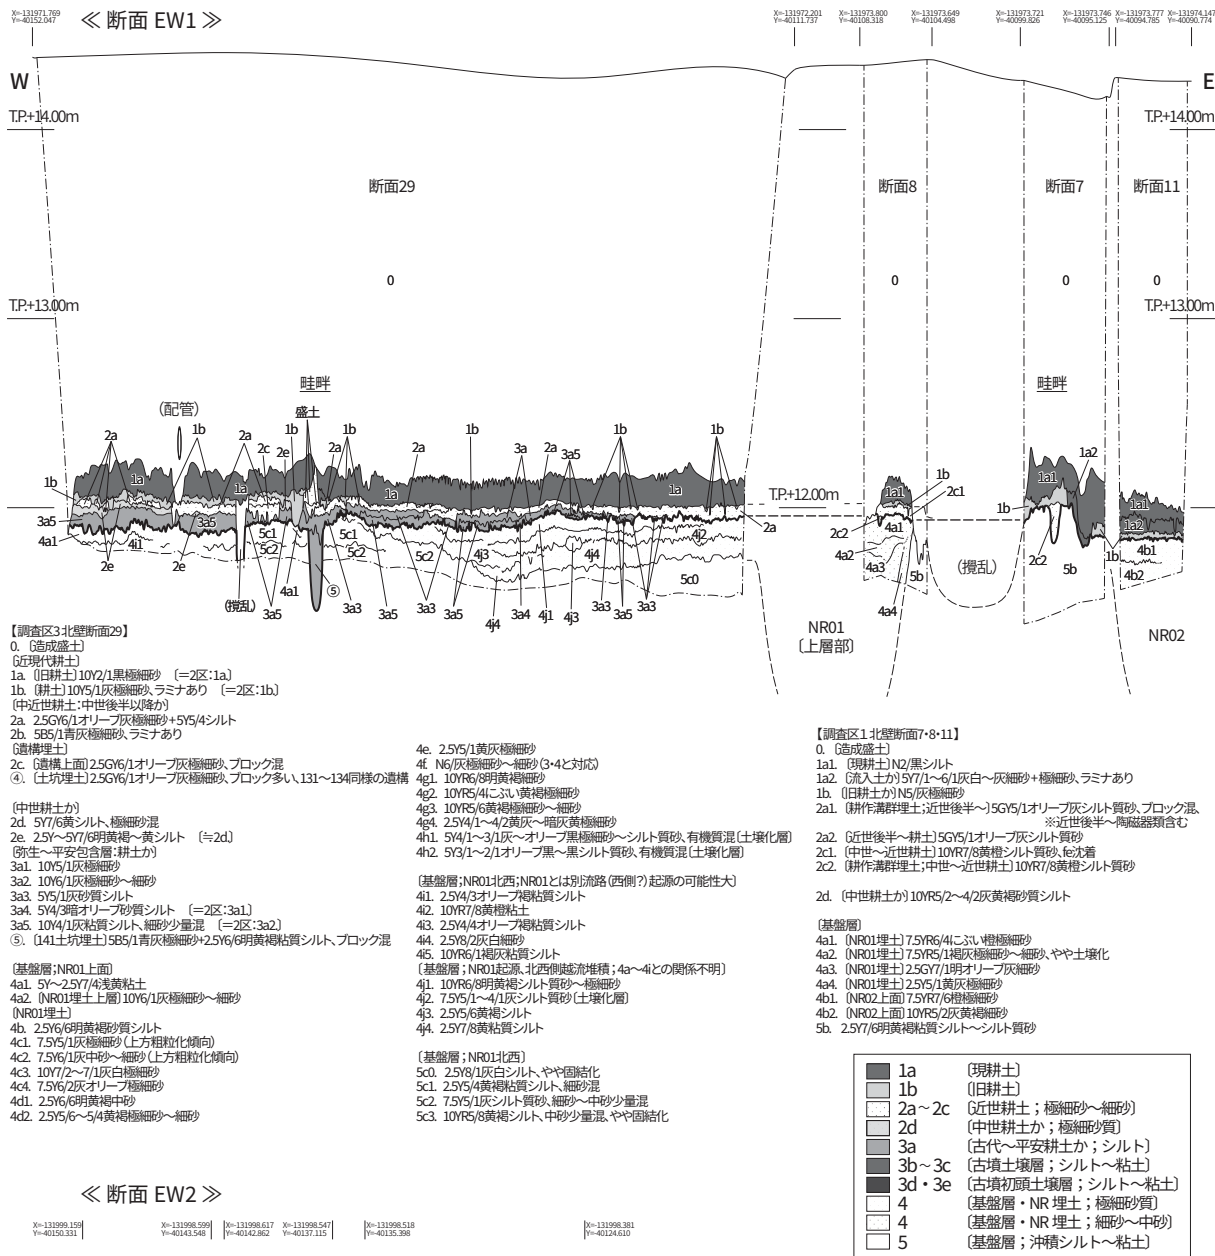 ≪ 断面 EW1 ≫
X=-131971.769
Y=-40152.047
X=-131972.201
Y=-40111.737
X=-131973.800
Y=-40108.318
X=-131973.649
Y=-40104.498
X=-131973.721
Y=-40099.826
X=-131973.746
Y=-40095.125
X=-131973.777
Y=-40094.785
X=-131974.147
Y=-40090.774
W
E
T.P.+14.00m
T.P.+14.00m
断面29
断面8
断面7
断面11
0
0
0
0
T.P.+13.00m
T.P.+13.00m
畦畔
畦畔
(配管)
盛土
2a
1b
2a
2c
2e
1b
1b
2a
2a
1b
3a
2a
3a5
1b
1b
1b
1a
1a
1a
1a
3a5
3a5
4a1
4i1
2e
2e
5c1
5c2
5c1
5c2
5c2
4j3
4j4
4j2
5c0
2a
(撹乱)
3a5
4a1
⑤
3a3
3a5
3a3
3a5
4j4
3a4
4j1
4j3
3a3
3a5
3a3
T.P.+12.00m
1b
2c1
1a1
2c2
4a1
4a2
4a3
4a4
5b
(撹乱)
1a2
1a1
1b
2c2
5b
1b
1a1
1a2
4b1
4b2
NR01
〔上層部〕
NR02
【調査区3 北壁断面29】
0.〔造成盛土〕
〔近現代耕土〕
1a.〔旧耕土〕10Y2/1黒極細砂 〔=2区:1a〕
1b.〔耕土〕10Y5/1灰極細砂、ラミナあり 〔=2区:1b〕
〔中近世耕土:中世後半以降か〕
2a. 2.5GY6/1オリーブ灰極細砂+5Y5/4シルト
2b. 5B5/1青灰極細砂、ラミナあり
〔遺構埋土〕
2c.〔遺構上面〕2.5GY6/1オリーブ灰極細砂、ブロック混
④.〔土坑埋土〕2.5GY6/1オリーブ灰極細砂、ブロック多い、131～134同様の遺構
〔中世耕土か〕
2d. 5Y7/6黄シルト、極細砂混
2e. 2.5Y～5Y7/6明黄褐～黄シルト 〔≒2d〕
〔弥生～平安包含層:耕土か〕
3a1. 10Y5/1灰極細砂
3a2. 10Y6/1灰極細砂～細砂
3a3. 5Y5/1灰砂質シルト
3a4. 5Y4/3暗オリーブ砂質シルト 〔=2区:3a1〕
3a5. 10Y4/1灰粘質シルト、細砂少量混 〔=2区:3a2〕
⑤.〔141土坑埋土〕5B5/1青灰極細砂+2.5Y6/6明黄褐粘質シルト、ブロック混
〔基盤層;NR01上面〕
4a1. 5Y～2.5Y7/4浅黄粘土
4a2.〔NR01埋土上層〕10Y6/1灰極細砂～細砂
〔NR01埋土〕
4b. 2.5Y6/6明黄褐砂質シルト
4c1. 7.5Y5/1灰極細砂(上方粗粒化傾向)
4c2. 7.5Y6/1灰中砂～細砂(上方粗粒化傾向)
4c3. 10Y7/2～7/1灰白極細砂
4c4. 7.5Y6/2灰オリーブ極細砂
4d1. 2.5Y6/6明黄褐中砂
4d2. 2.5Y5/6～5/4黄褐極細砂～細砂
4e. 2.5Y5/1黄灰極細砂
4f. N6/灰極細砂～細砂(3・4と対応)
4g1. 10YR6/8明黄褐細砂
4g2. 10YR5/4にぶい黄褐極細砂
4g3. 10YR5/6黄褐極細砂～細砂
4g4. 2.5Y4/1～4/2黄灰～暗灰黄極細砂
4h1. 5Y4/1～3/1灰～オリーブ黒極細砂～シルト質砂、有機質混〔土壌化層〕
4h2. 5Y3/1～2/1オリーブ黒～黒シルト質砂、有機質混〔土壌化層〕
〔基盤層;NR01北西;NR01とは別流路(西側?)起源の可能性大〕
4i1. 2.5Y4/3オリーブ褐粘質シルト
4i2. 10YR7/8黄橙粘土
4i3. 2.5Y4/4オリーブ褐粘質シルト
4i4. 2.5Y8/2灰白細砂
4i5. 10YR6/1褐灰粘質シルト
〔基盤層;NR01起源、北西側越流堆積;4a～4iとの関係不明〕
4j1. 10YR6/8明黄褐シルト質砂～極細砂
4j2. 7.5Y5/1～4/1灰シルト質砂〔土壌化層〕
4j3. 2.5Y5/6黄褐シルト
4j4. 2.5Y7/8黄粘質シルト
〔基盤層;NR01北西〕
5c0. 2.5Y8/1灰白シルト、やや固結化
5c1. 2.5Y5/4黄褐粘質シルト、細砂混
5c2. 7.5Y5/1灰シルト質砂、細砂～中砂少量混
5c3. 10YR5/8黄褐シルト、中砂少量混、やや固結化
【調査区1 北壁断面7・8・11】
0.〔造成盛土〕
1a1.〔現耕土〕N2/黒シルト
1a2.〔流入土か〕5Y7/1～6/1灰白～灰細砂+極細砂、ラミナあり
1b.〔旧耕土か〕N5/灰極細砂
2a1.〔耕作溝群埋土;近世後半～〕5GY5/1オリーブ灰シルト質砂、ブロック混、
※近世後半～陶磁器類含む
2a2.〔近世後半～耕土〕5GY5/1オリーブ灰シルト質砂
2c1.〔中世～近世耕土〕10YR7/8黄橙シルト質砂、fe沈着
2c2.〔耕作溝群埋土;中世～近世耕土〕10YR7/8黄橙シルト質砂
2d.〔中世耕土か〕10YR5/2～4/2灰黄褐砂質シルト
〔基盤層〕
4a1.〔NR01埋土〕7.5YR6/4にぶい橙極細砂
4a2.〔NR01埋土〕7.5YR5/1褐灰極細砂～細砂、やや土壌化
4a3.〔NR01埋土〕2.5GY7/1明オリーブ灰細砂
4a4.〔NR01埋土〕2.5Y5/1黄灰極細砂
4b1.〔NR02上面〕7.5YR7/6橙極細砂
4b2.〔NR02上面〕10YR5/2灰黄褐細砂
5b. 2.5Y7/6明黄褐粘質シルト～シルト質砂
1a 〔現耕土〕
1b 〔旧耕土〕
2a～2c 〔近世耕土;極細砂～細砂〕
2d 〔中世耕土か;極細砂質〕
3a 〔古代～平安耕土か;シルト〕
3b～3c 〔古墳土壌層;シルト～粘土〕
3d・3e 〔古墳初頭土壌層;シルト～粘土〕
4 〔基盤層・NR 埋土;極細砂質〕
4 〔基盤層・NR 埋土;細砂～中砂〕
5 〔基盤層;沖積シルト～粘土〕
≪ 断面 EW2 ≫
X=-131999.159
Y=-40150.331
X=-131998.599
Y=-40143.548
X=-131998.617
Y=-40142.862
X=-131998.547
Y=-40137.115
X=-131998.518
Y=-40135.398
X=-131998.381
Y=-40124.610